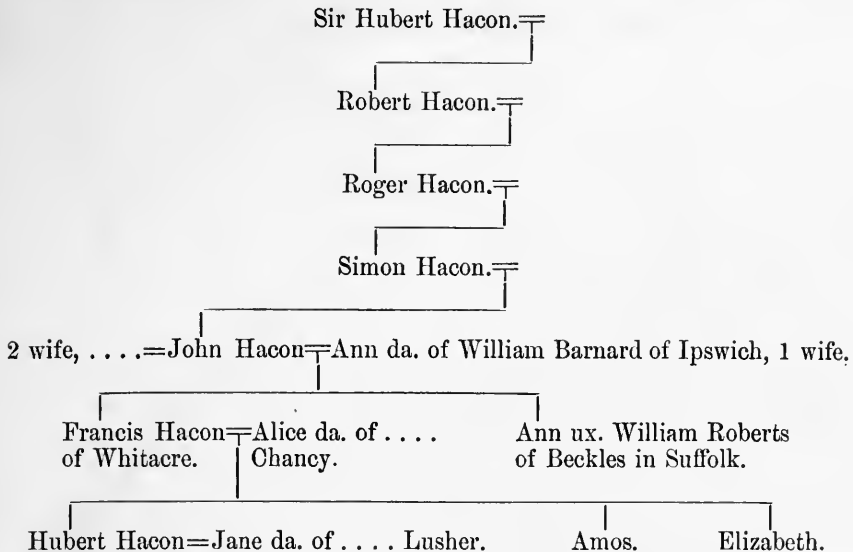 Sir Hubert Hacon.
Robert Hacon.
Roger Hacon.
Simon Hacon.
2 wife, . . . .=John Hacon=Ann da. of William Barnard of Ipswich, 1 wife.
Francis Hacon=Alice da. of . . . . Ann ux. William Roberts
of Whitacre. Chancy. of Beckles in Suffolk.
Hubert Hacon=Jane da. of . . . . Lusher. Amos. Elizabeth.